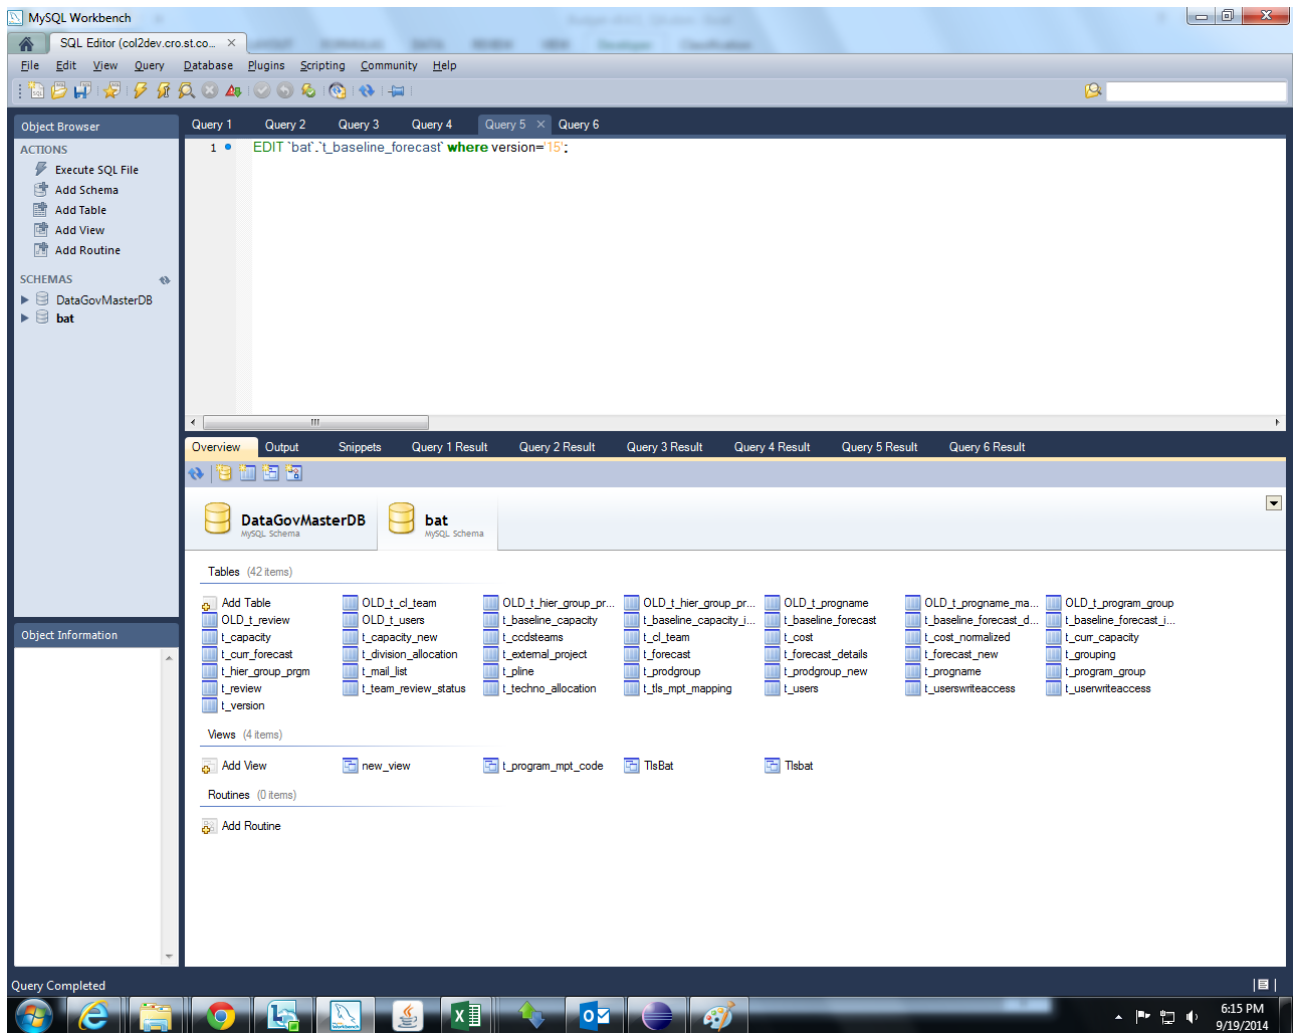 MySQL Workbench
SQL Editor (col2dev.cro.st.co... ×
File Edit View Query Database Plugins Scripting Community Help
Object Browser
Query 1 Query 2 Query 3 Query 4 Query 5 × Query 6
ACTIONS
Execute SQL File
Add Schema
Add Table
Add View
Add Routine
SCHEMAS
DataGovMasterDB
bat
1 EDIT `bat`.`t_baseline_forecast` where version='15';
Overview Output Snippets Query 1 Result Query 2 Result Query 3 Result Query 4 Result Query 5 Result Query 6 Result
DataGovMasterDB
MySQL Schema
bat
MySQL Schema
Tables (42 items)
Add Table OLD_t_cl_team OLD_t_hier_group_pr... OLD_t_hier_group_pr... OLD_t_progname OLD_t_progname_ma... OLD_t_program_group
OLD_t_review OLD_t_users t_baseline_capacity t_baseline_capacity_i... t_baseline_forecast t_baseline_forecast_d... t_baseline_forecast_i...
t_capacity t_capacity_new t_ccdsteams t_cl_team t_cost t_cost_normalized t_curr_capacity
t_curr_forecast t_division_allocation t_external_project t_forecast t_forecast_details t_forecast_new t_grouping
t_hier_group_prgm t_mail_list t_pline t_prodgroup t_prodgroup_new t_progname t_program_group
t_review t_team_review_status t_techno_allocation t_tls_mpt_mapping t_users t_userswriteaccess t_userwriteaccess
t_version
Views (4 items)
Add View new_view t_program_mpt_code TlsBat Tlsbat
Routines (0 items)
Add Routine
Object Information
Query Completed
6:15 PM
9/19/2014